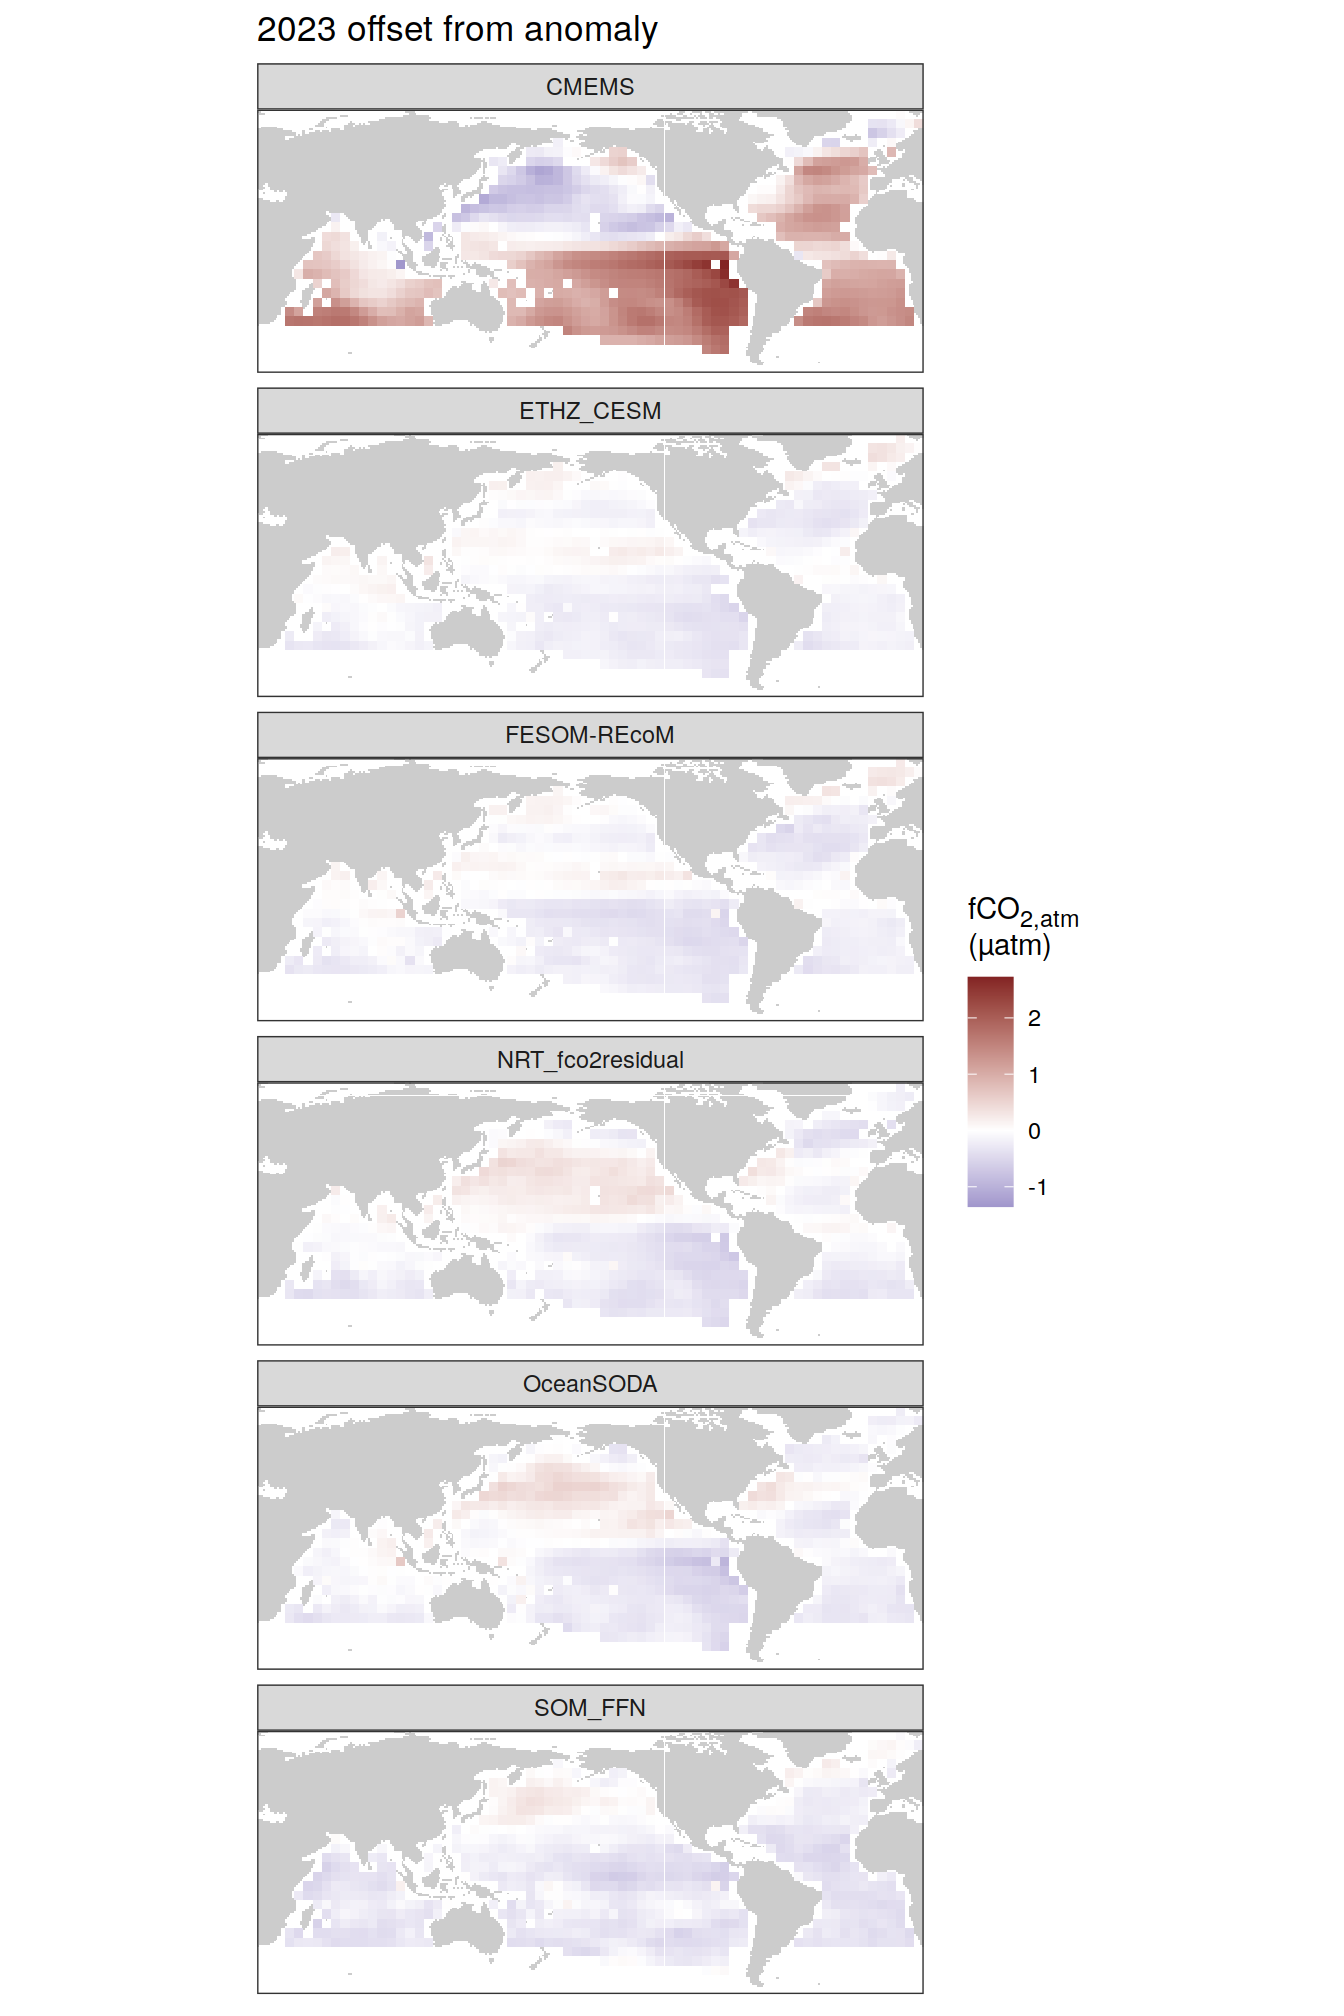 2023 offset from anomaly
CMEMS
ETHZ_CESM
FESOM-REcoM
fCO2,atm
(µatm)
2
1
0
-1
NRT_fco2residual
OceanSODA
SOM_FFN